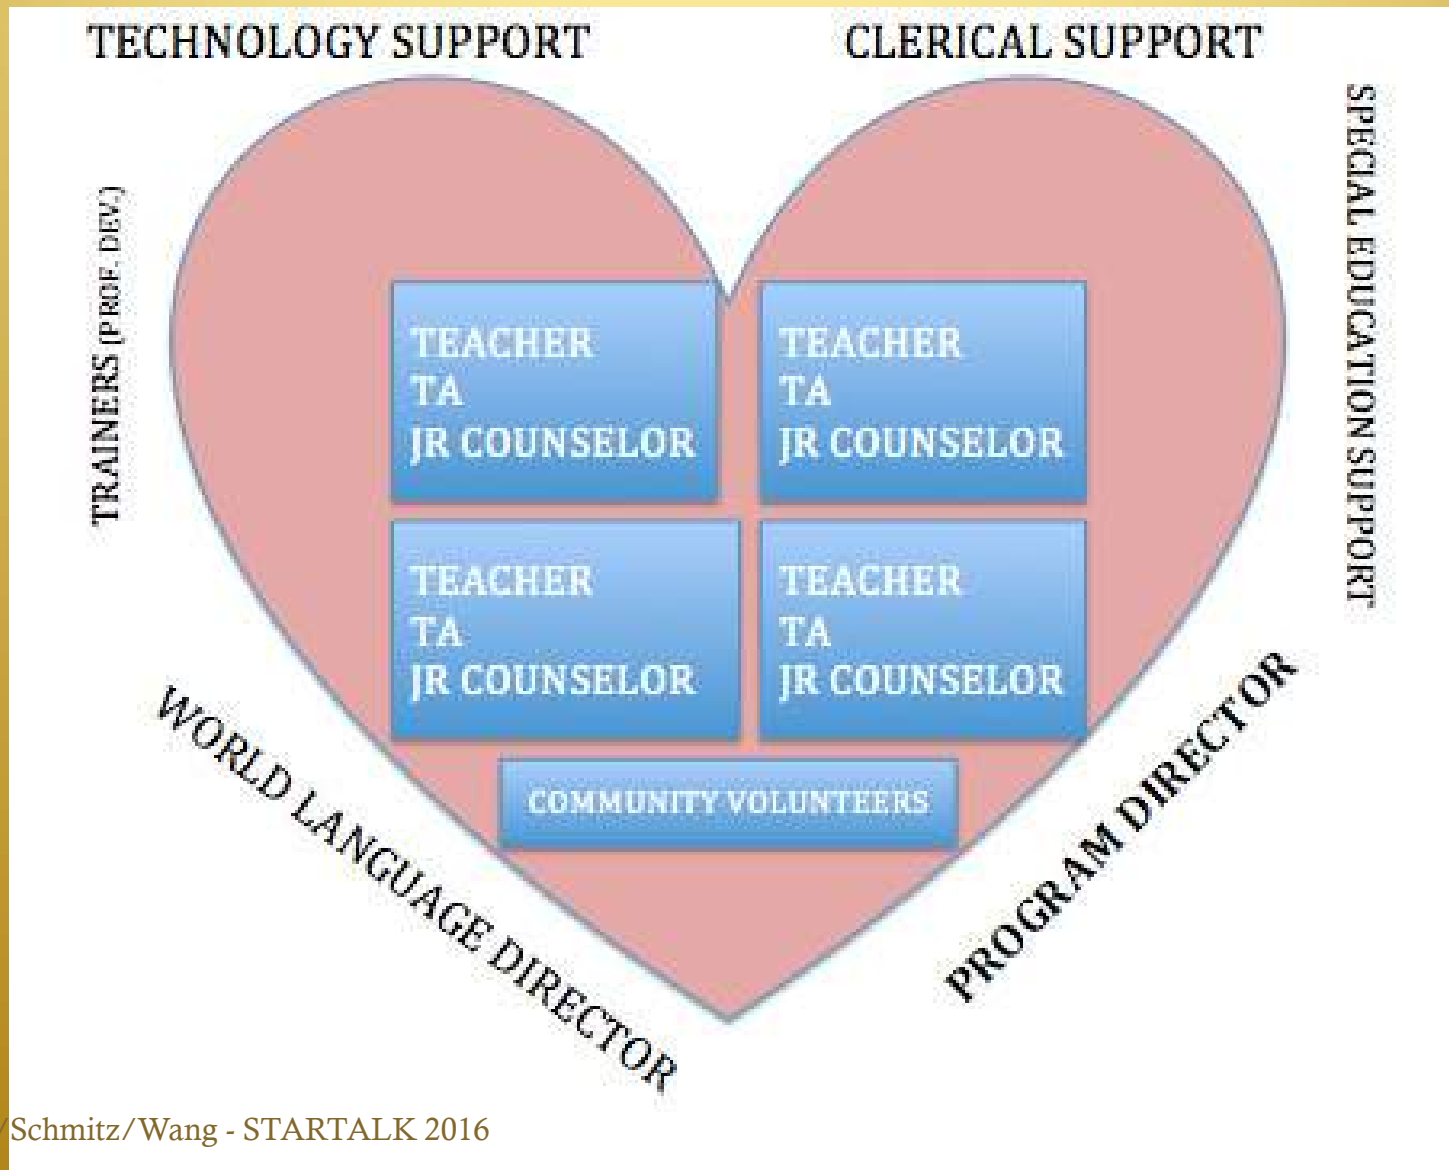 TECHNOLOGY SUPPORT
CLERICAL SUPPORT
TRAINERS (PROF. DEV.)
SPECIAL EDUCATION SUPPORT
TEACHER
TA
JR COUNSELOR
TEACHER
TA
JR COUNSELOR
TEACHER
TA
JR COUNSELOR
TEACHER
TA
JR COUNSELOR
COMMUNITY VOLUNTEERS
WORLD LANGUAGE DIRECTOR
PROGRAM DIRECTOR
/Schmitz/Wang - STARTALK 2016